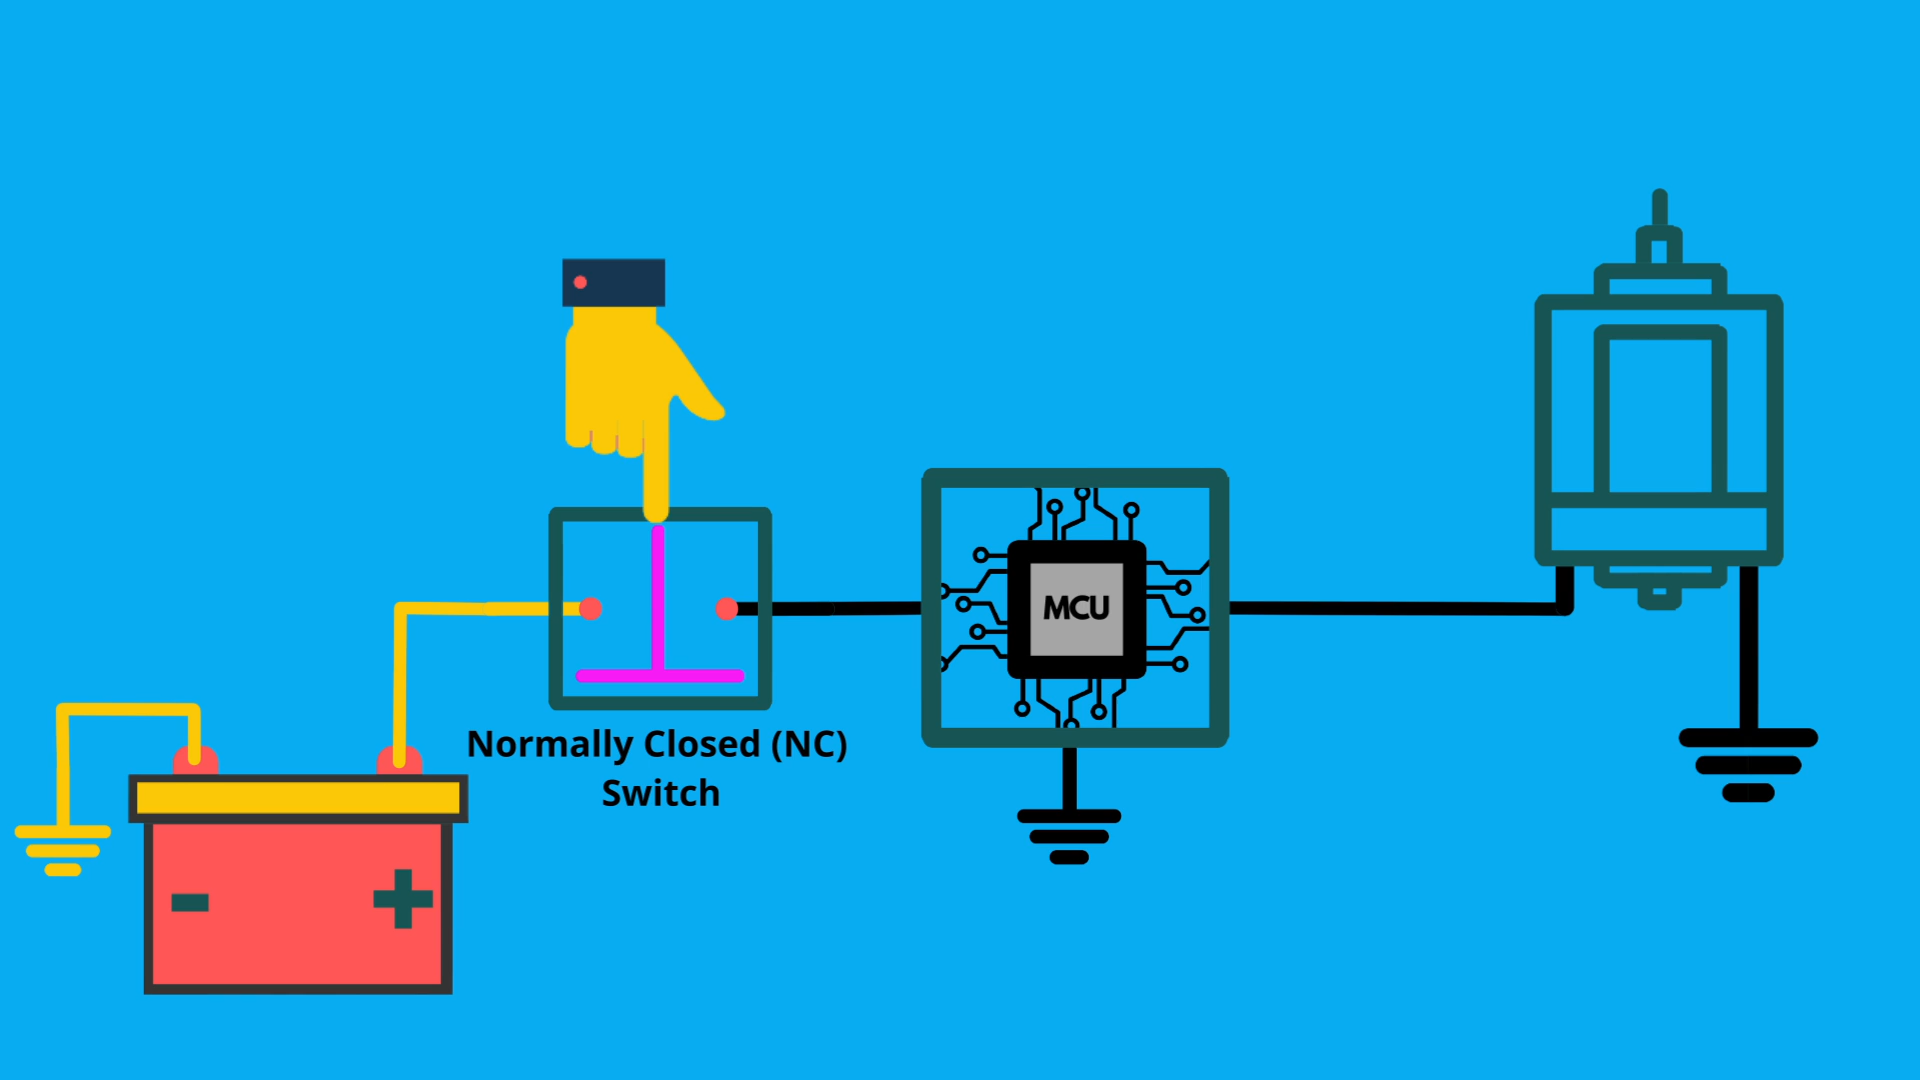 MCU
Normally Closed (NC)
Switch
-
+